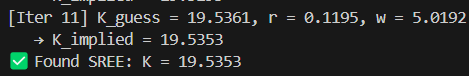 [Iter 11] K_guess = 19.5361, r = 0.1195, w = 5.0192
→ K_implied = 19.5353
✅ Found SREE: K = 19.5353